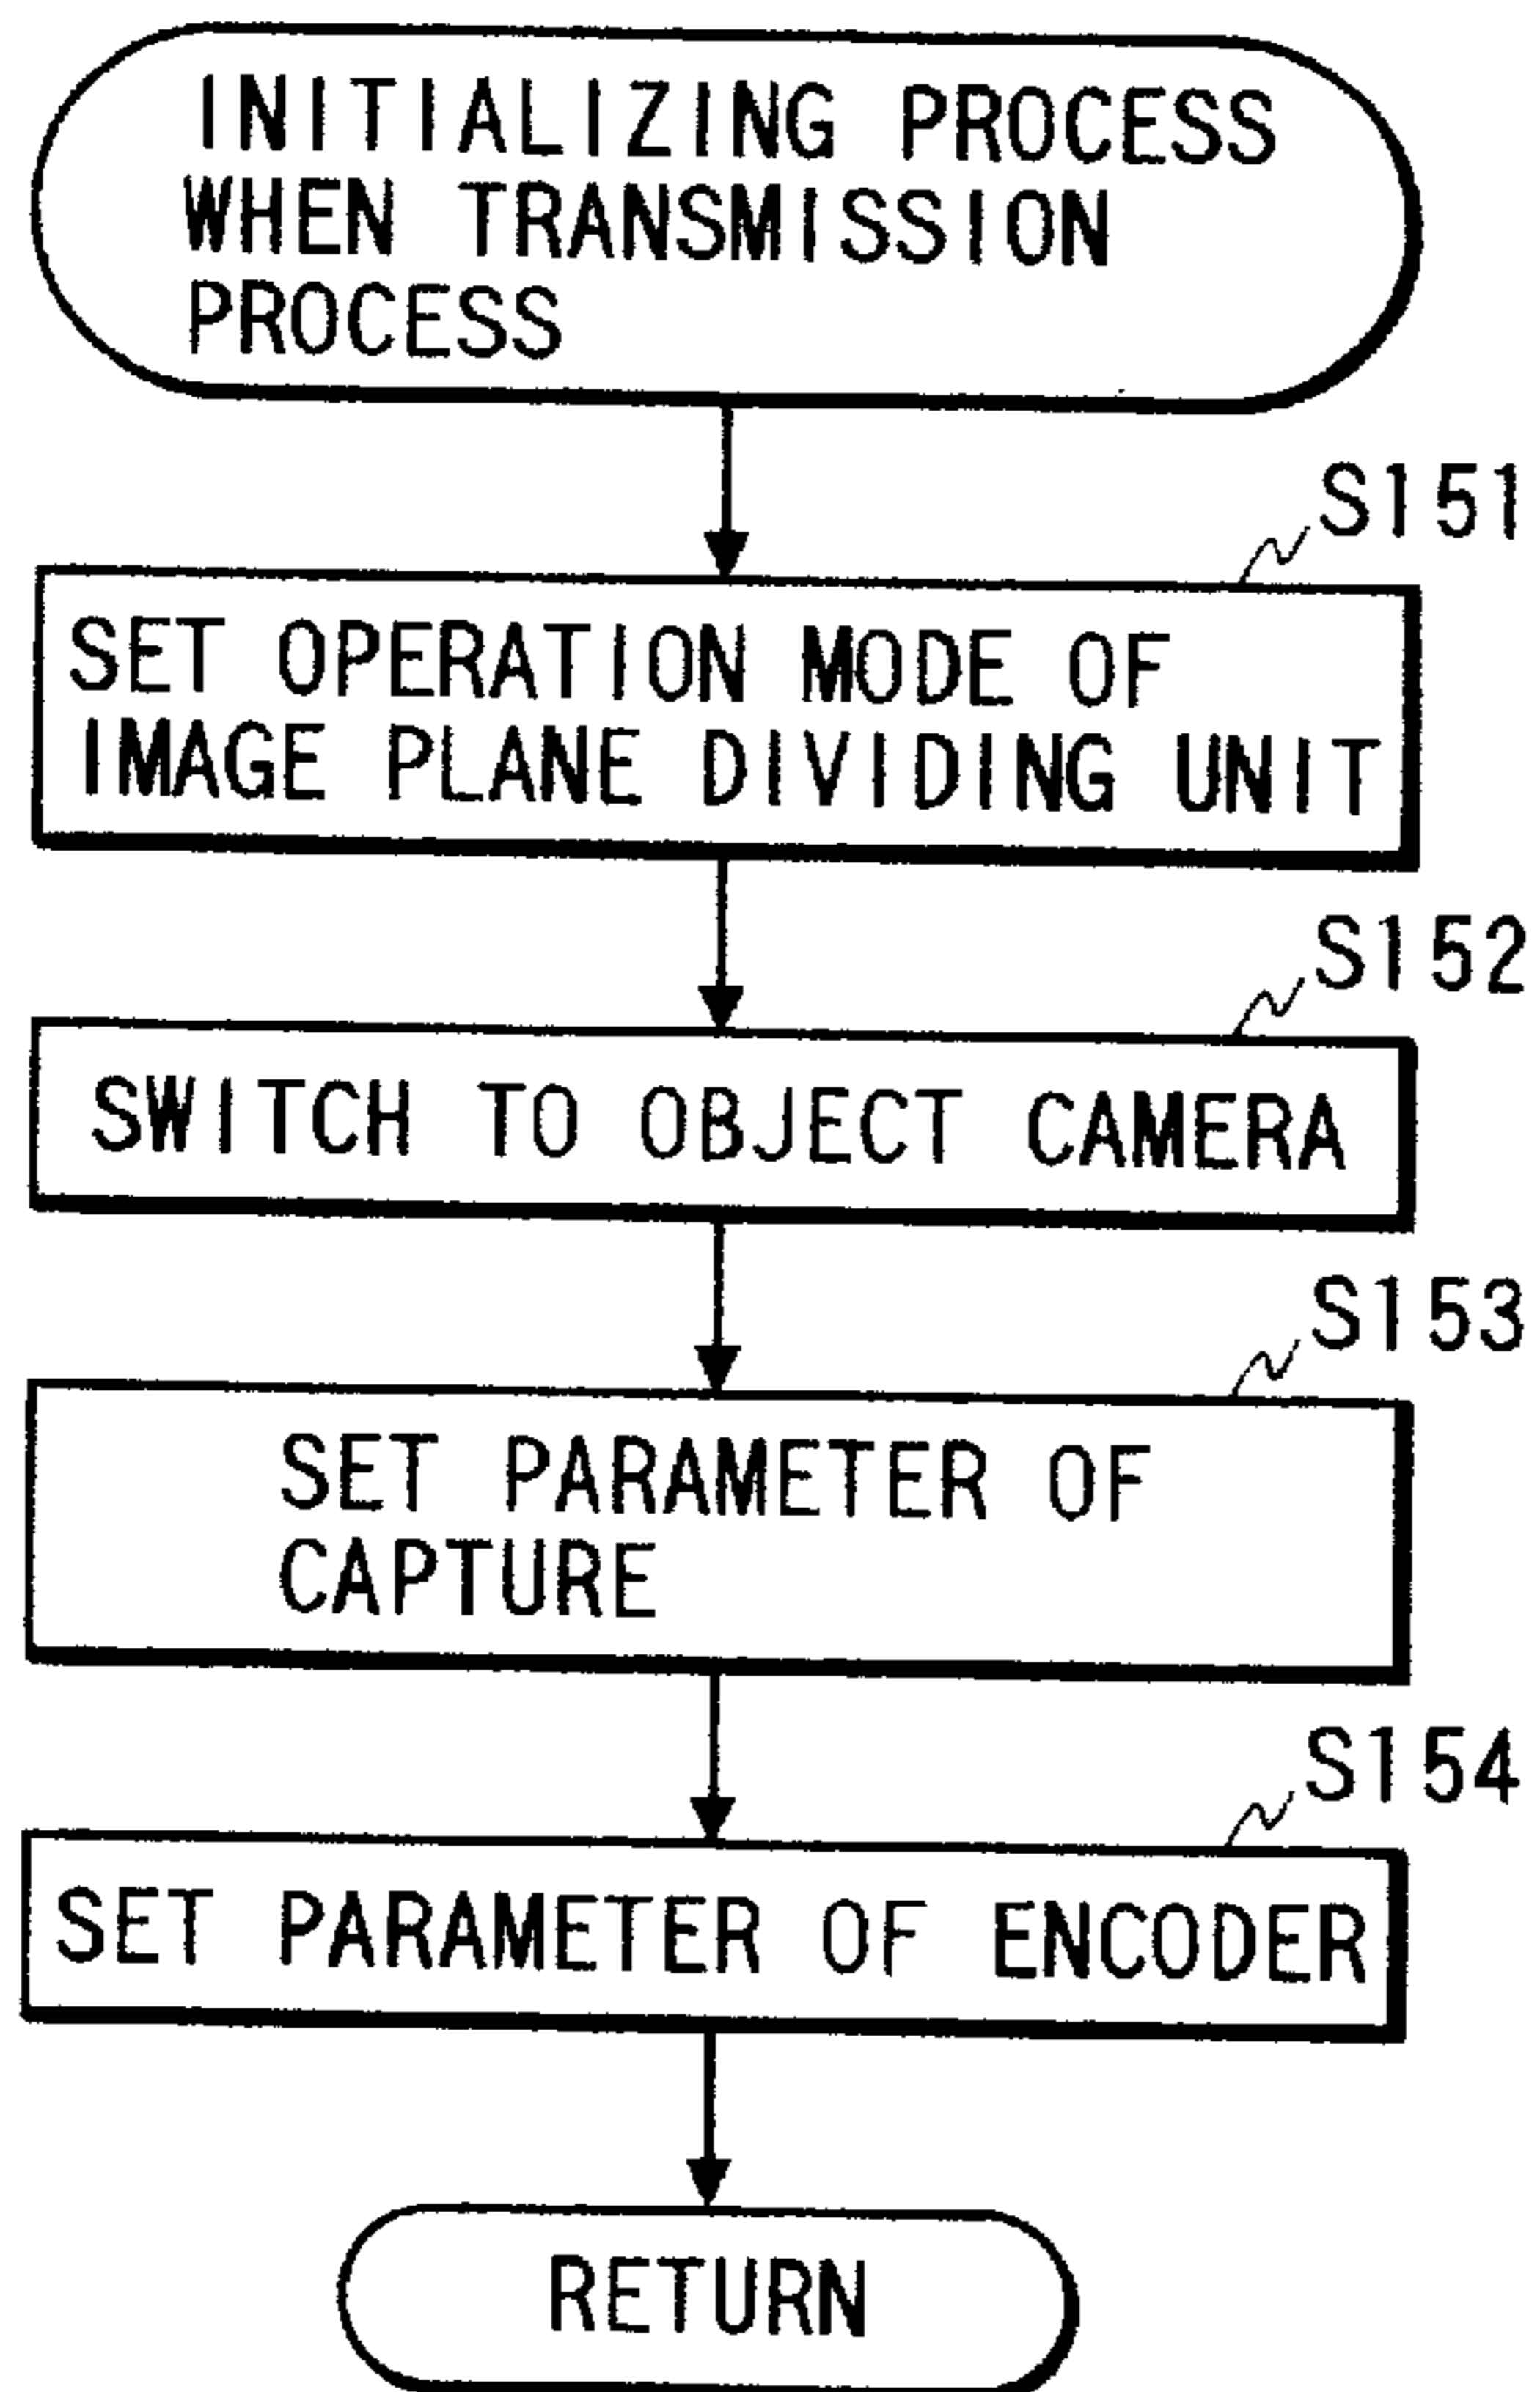 INITIALIZING PROCESS
WHEN TRANSMISSION
PROCESS
S151
SET OPERATION MODE OF
IMAGE PLANE DIVIDING UNIT
S152
SWITCH TO OBJECT CAMERA
S153
SET PARAMETER OF
CAPTURE
S154
SET PARAMETER OF ENCODER
RETURN